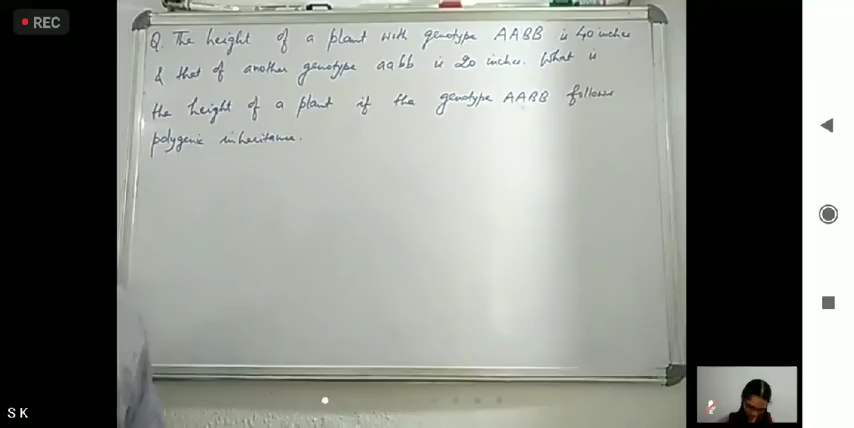 REC
Q. The height of a plant with genotype AABB is 40 inches
& that of another genotype aabb is 20 inches. What is
the height of a plant if the genotype AABB follows
polygenic inheritance.
S K